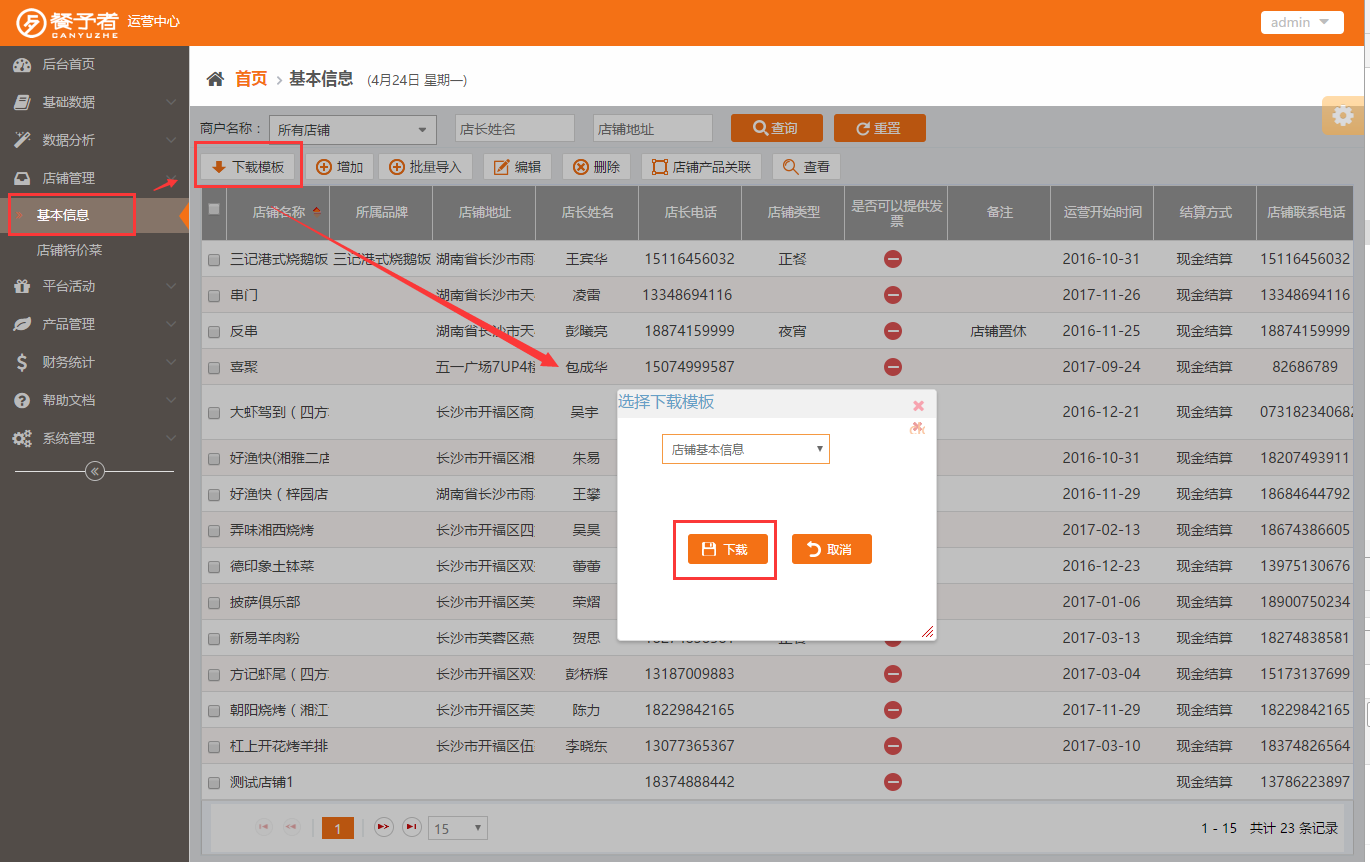 餐予者 运营中心
CANYUZHE
admin
后台首页
基础数据
数据分析
店铺管理
基本信息
店铺特价菜
平台活动
产品管理
财务统计
帮助文档
系统管理
首页 基本信息 (4月24日 星期一)
商户名称： 所有店铺 店长姓名 店铺地址 查询 重置
下载模板 增加 批量导入 编辑 删除 店铺产品关联 查看
店铺名称 所属品牌 店铺地址 店长姓名 店长电话 店铺类型 是否可以提供发票 备注 运营开始时间 结算方式 店铺联系电话
三记港式烧鹅饭 三记港式烧鹅饭 湖南省长沙市雨 王宾华 15116456032 正餐 2016-10-31 现金结算 15116456032
串门 湖南省长沙市天 凌雷 13348694116 2017-11-26 现金结算 13348694116
反串 湖南省长沙市天 彭曦亮 18874159999 夜宵 店铺置休 2016-11-25 现金结算 18874159999
喜聚 五一广场7UP4楼 包成华 15074999587 2017-09-24 现金结算 82686789
大虾驾到（四方 长沙市开福区商 吴宇 2016-12-21 现金结算 073182340682
好渔快(湘雅二店 长沙市开福区湘 朱易 2016-10-31 现金结算 18207493911
好渔快（梓园店 湖南省长沙市雨 王攀 2016-11-29 现金结算 18684644792
弄味湘西烧烤 长沙市开福区四 吴昊 2017-02-13 现金结算 18674386605
德印象土钵菜 长沙市开福区双 蕾蕾 2016-12-23 现金结算 13975130676
披萨俱乐部 长沙市开福区芙 荣熠 2017-01-06 现金结算 18900750234
新易羊肉粉 长沙市芙蓉区燕 贺思 2017-03-13 现金结算 18274838581
方记虾尾（四方 长沙市开福区双 彭桥辉 13187009883 2017-03-04 现金结算 15173137699
朝阳烧烤（湘江 长沙市开福区芙 陈力 18229842165 2017-11-29 现金结算 18229842165
杠上开花烤羊排 长沙市开福区伍 李晓东 13077365367 2017-03-10 现金结算 18374826564
测试店铺1 18374888442 现金结算 13786223897
选择下载模板
店铺基本信息
下载 取消
1 15 1 - 15 共计 23 条记录